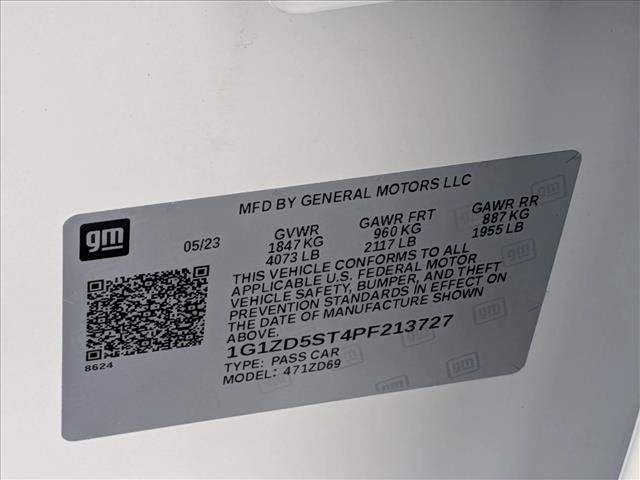 MFD BY GENERAL MOTORS LLC
gm
05/23
GVWR
1847 KG
4073 LB
GAWR FRT
960 KG
2117 LB
GAWR RR
887 KG
1955 LB
THIS VEHICLE CONFORMS TO ALL
APPLICABLE U.S. FEDERAL MOTOR
VEHICLE SAFETY, BUMPER, AND THEFT
PREVENTION STANDARDS IN EFFECT ON
THE DATE OF MANUFACTURE SHOWN
ABOVE.
1G1ZD5ST4PF213727
TYPE: PASS CAR
MODEL: 471ZD69
8624